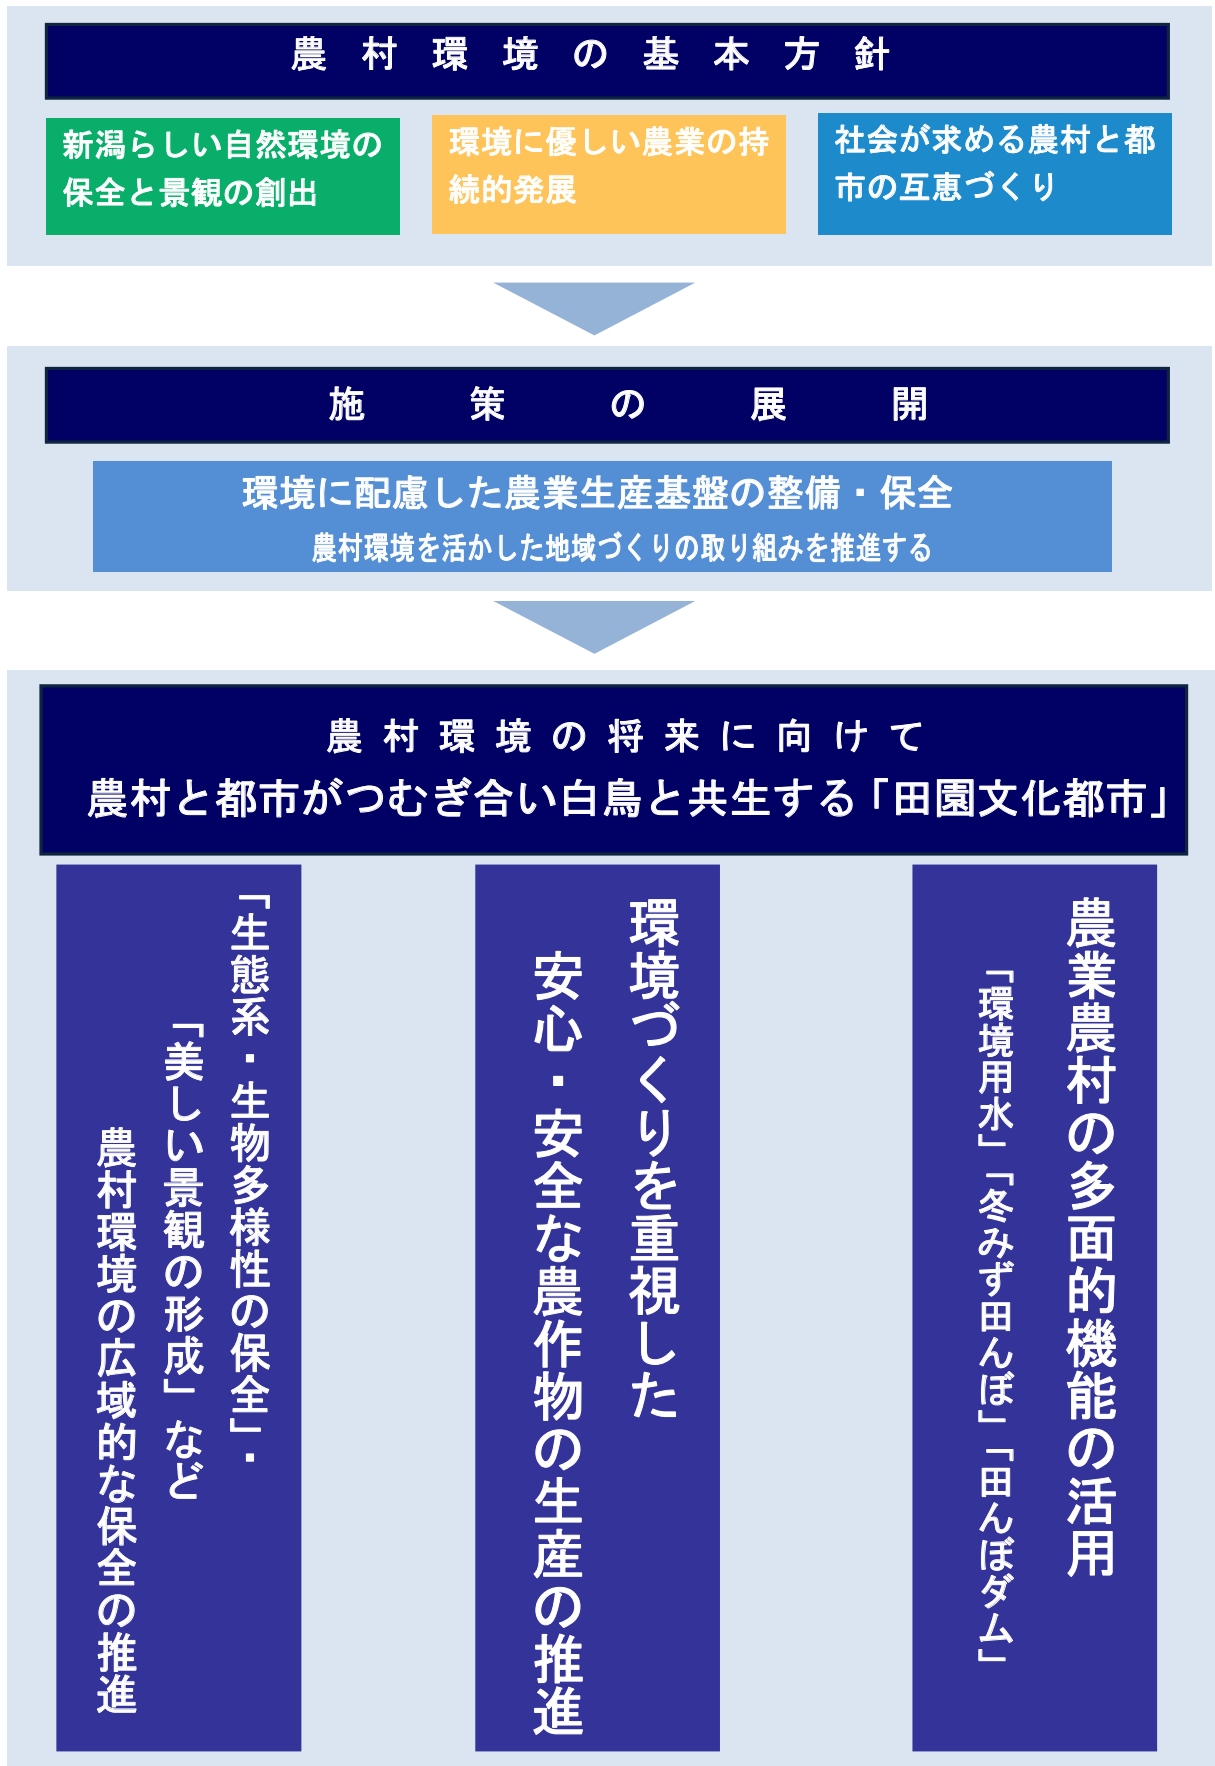 農村環境の基本方針
新潟らしい自然環境の
保全と景観の創出
環境に優しい農業の持
続的発展
社会が求める農村と都
市の互恵づくり
施策の展開
環境に配慮した農業生産基盤の整備・保全
農村環境を活かした地域づくりの取り組みを推進する
農村環境の将来に向けて
農村と都市がつむぎ合い白鳥と共生する「田園文化都市」
「生態系・生物多様性の保全」・
「美しい景観の形成」など
農村環境の広域的な保全の推進
環境づくりを重視した
安心・安全な農作物の生産の推進
農業農村の多面的機能の活用
「環境用水」「冬みず田んぼ」「田んぼダム」